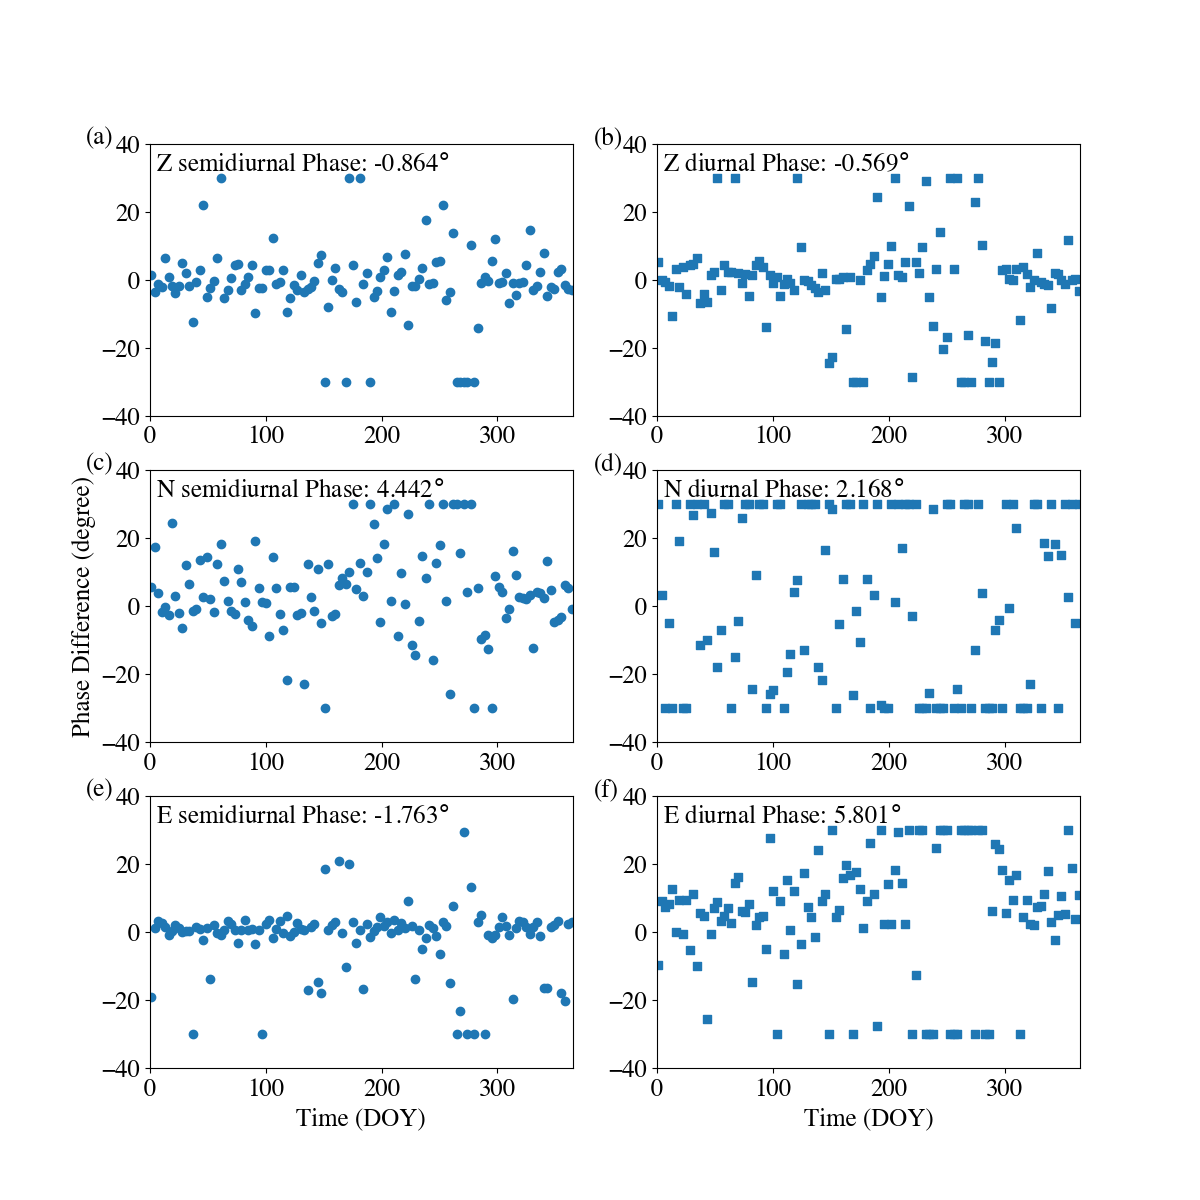 (a)
Z semidiurnal Phase: -0.864°
40
20
0
−20
−40
0 100 200 300
(b)
Z diurnal Phase: -0.569°
40
20
0
−20
−40
0 100 200 300
(c)
N semidiurnal Phase: 4.442°
40
20
0
−20
−40
0 100 200 300
Phase Difference (degree)
(d)
N diurnal Phase: 2.168°
40
20
0
−20
−40
0 100 200 300
(e)
E semidiurnal Phase: -1.763°
40
20
0
−20
−40
0 100 200 300
Time (DOY)
(f)
E diurnal Phase: 5.801°
40
20
0
−20
−40
0 100 200 300
Time (DOY)